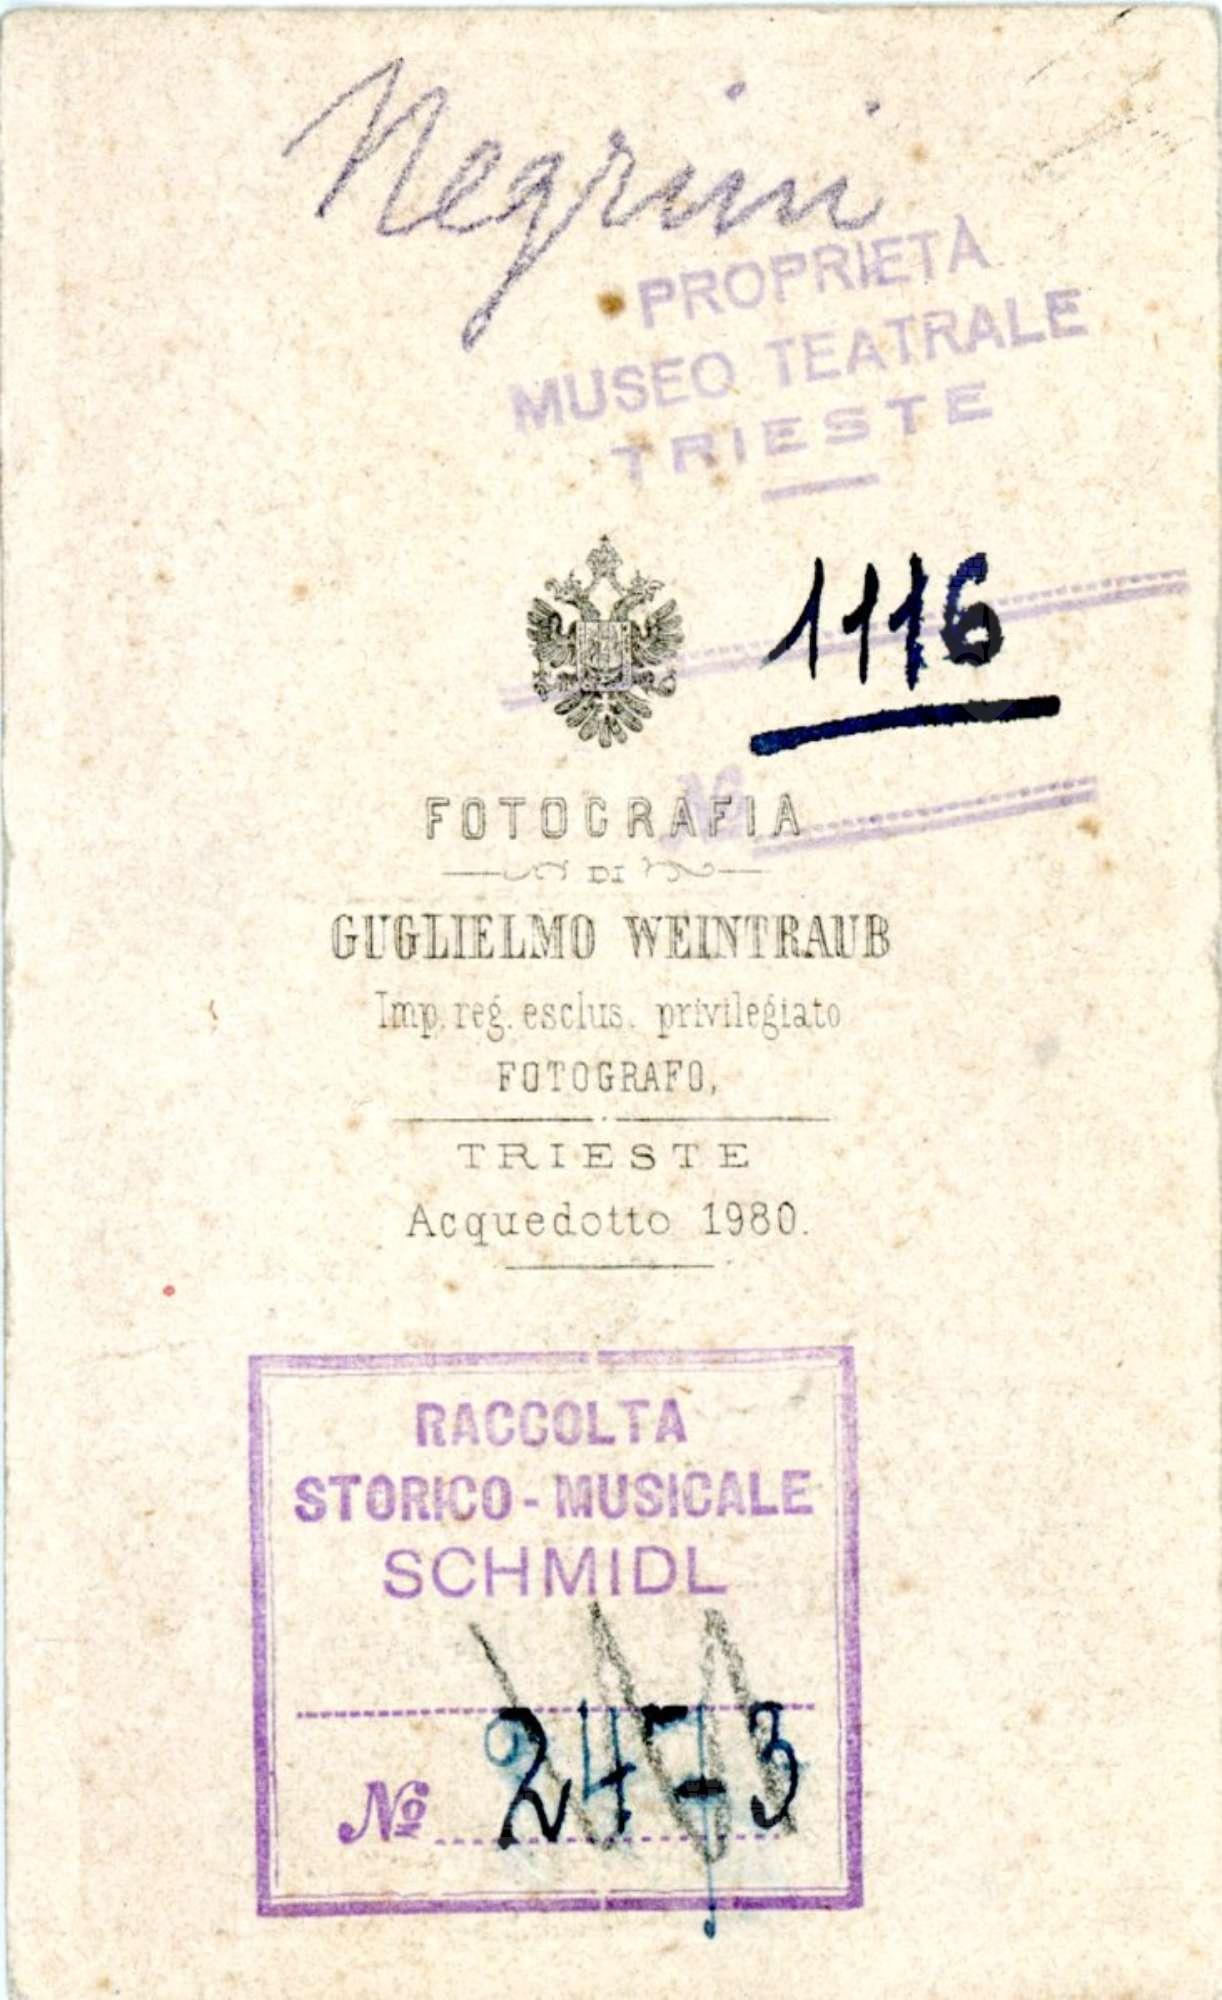 Negrini
PROPRIETÀ
MUSEO TEATRALE
TRIESTE
1116
No
FOTOGRAFIA
DI
GUGLIELMO WEINTRAUB
Imp. reg. esclus. privilegiato
FOTOGRAFO,
TRIESTE
Acquedotto 1980.
RACCOLTA
STORICO-MUSICALE
SCHMIDL
No 2473